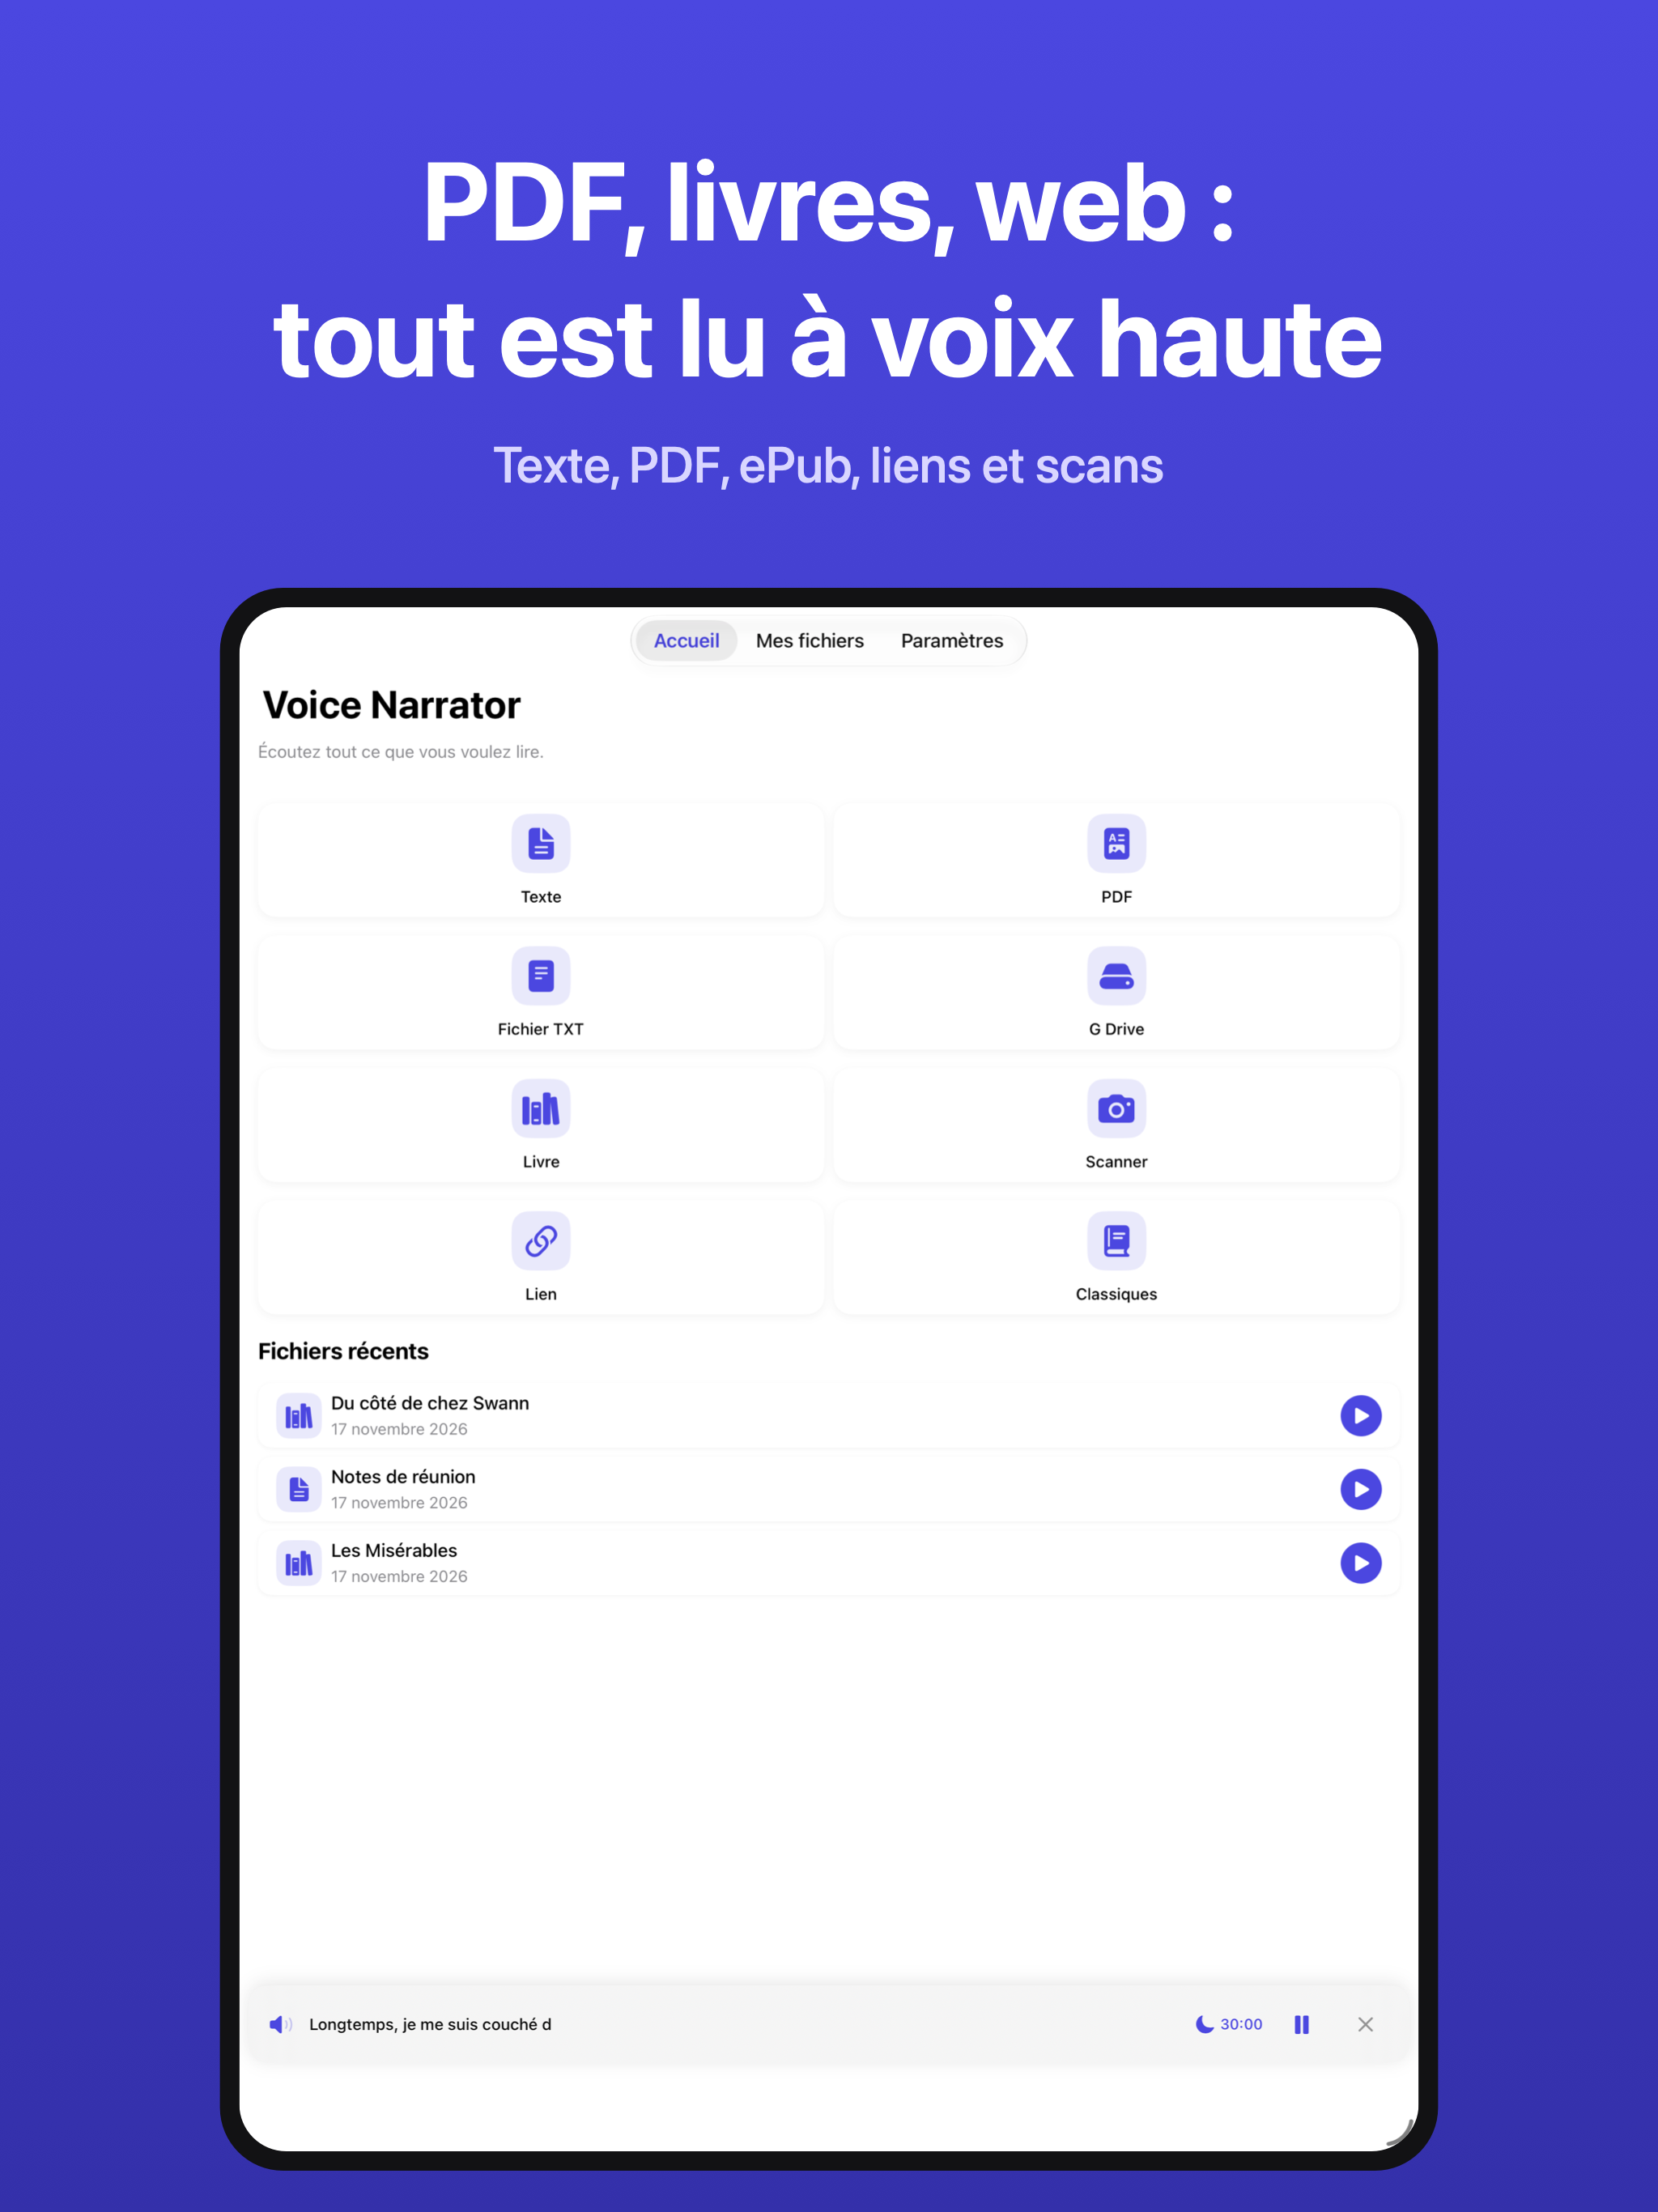 PDF, livres, web :
tout est lu à voix haute
Texte, PDF, ePub, liens et scans
Accueil Mes fichiers Paramètres
Voice Narrator
Écoutez tout ce que vous voulez lire.
Texte PDF
Fichier TXT G Drive
Livre Scanner
Lien Classiques
Fichiers récents
Du côté de chez Swann
17 novembre 2026
Notes de réunion
17 novembre 2026
Les Misérables
17 novembre 2026
Longtemps, je me suis couché d 30:00